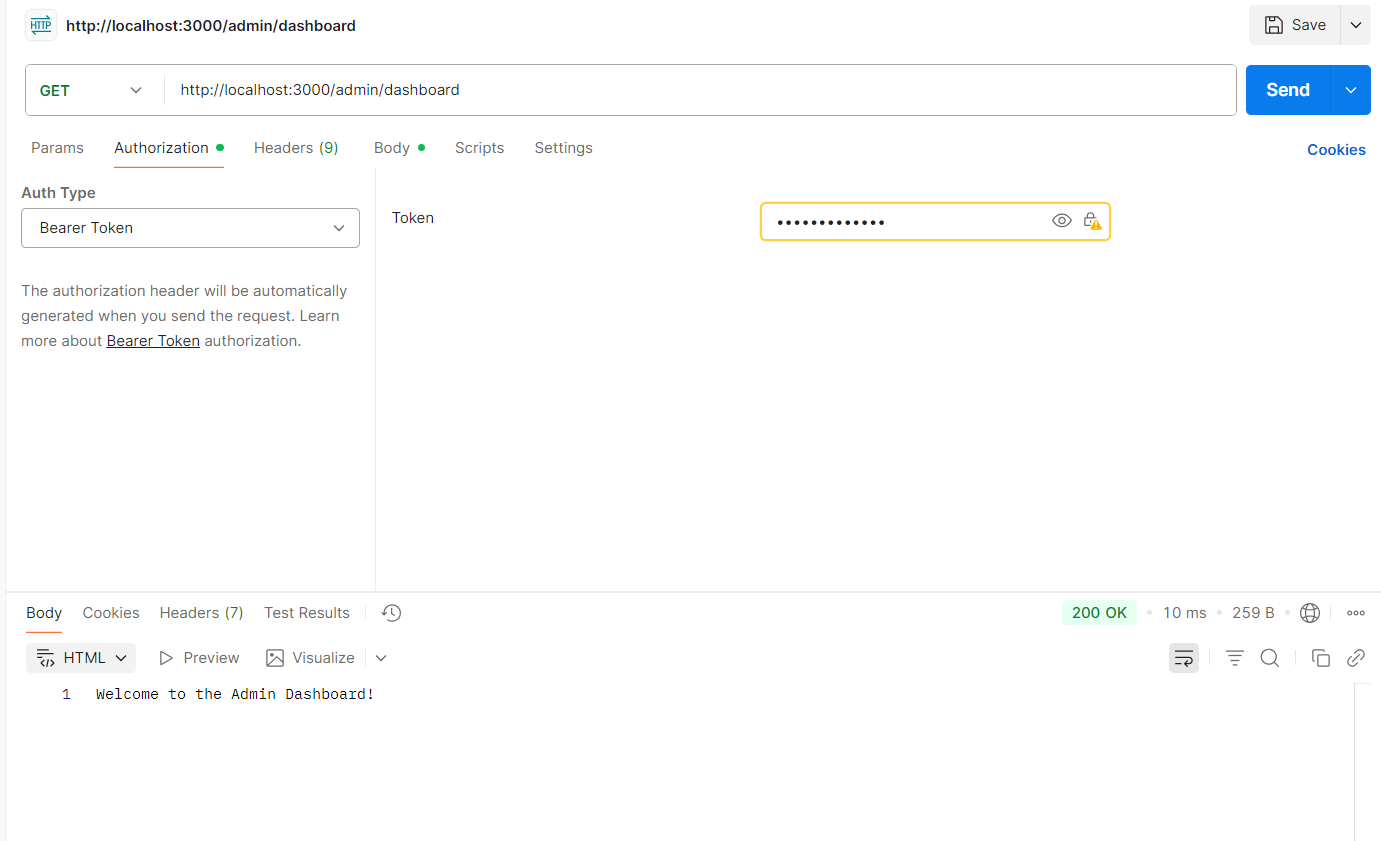 HTTP http://localhost:3000/admin/dashboard Save
GET http://localhost:3000/admin/dashboard Send
Params Authorization Headers (9) Body Scripts Settings Cookies
Auth Type
Bearer Token
Token •••••••••••••
The authorization header will be automatically
generated when you send the request. Learn
more about Bearer Token authorization.
Body Cookies Headers (7) Test Results 200 OK • 10 ms • 259 B •
HTML Preview Visualize
1 Welcome to the Admin Dashboard!